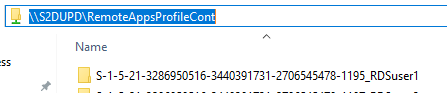 \\S2DUPD\RemoteAppsProfileCont
Name
ess
S-1-5-21-3286950516-3440391731-2706545478-1195_RDSuser1